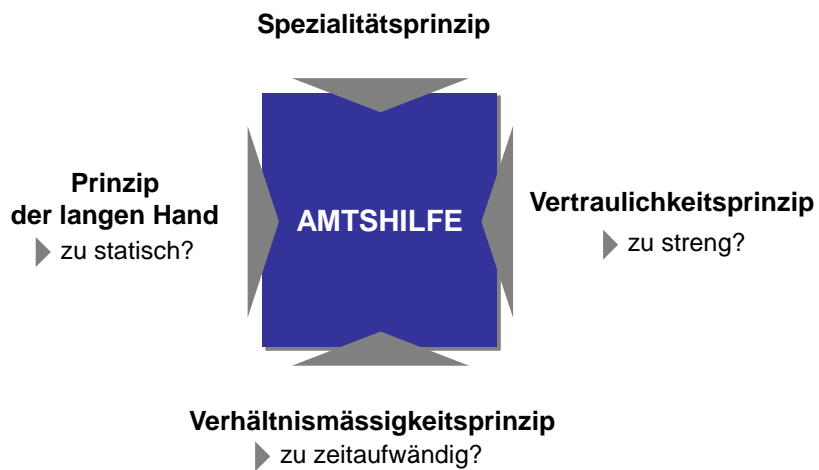 Spezialitätsprinzip
Prinzip
der langen Hand
zu statisch?
AMTSHILFE
Vertraulichkeitsprinzip
zu streng?
Verhältnismässigkeitsprinzip
zu zeitaufwändig?